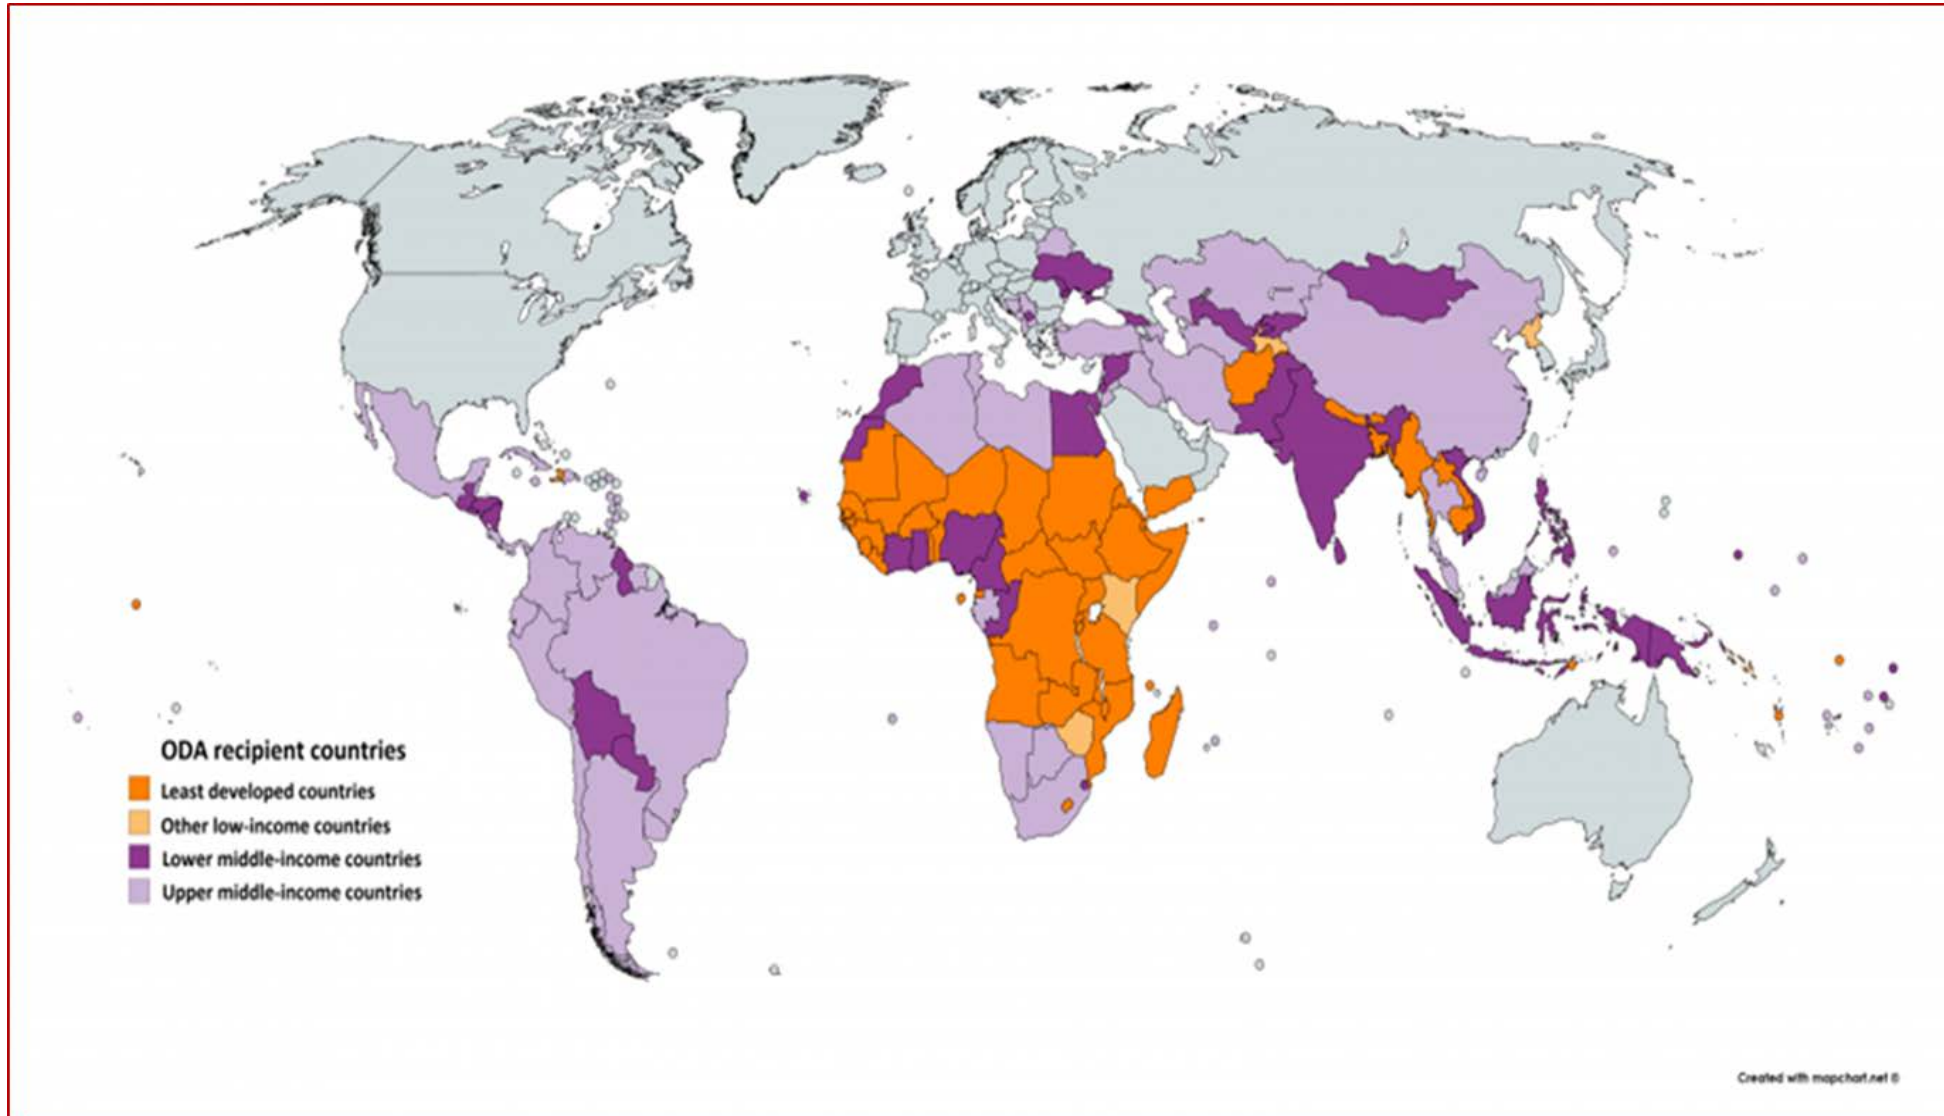 ODA recipient countries
Least developed countries
Other low-income countries
Lower middle-income countries
Upper middle-income countries
Created with mapchart.net ©